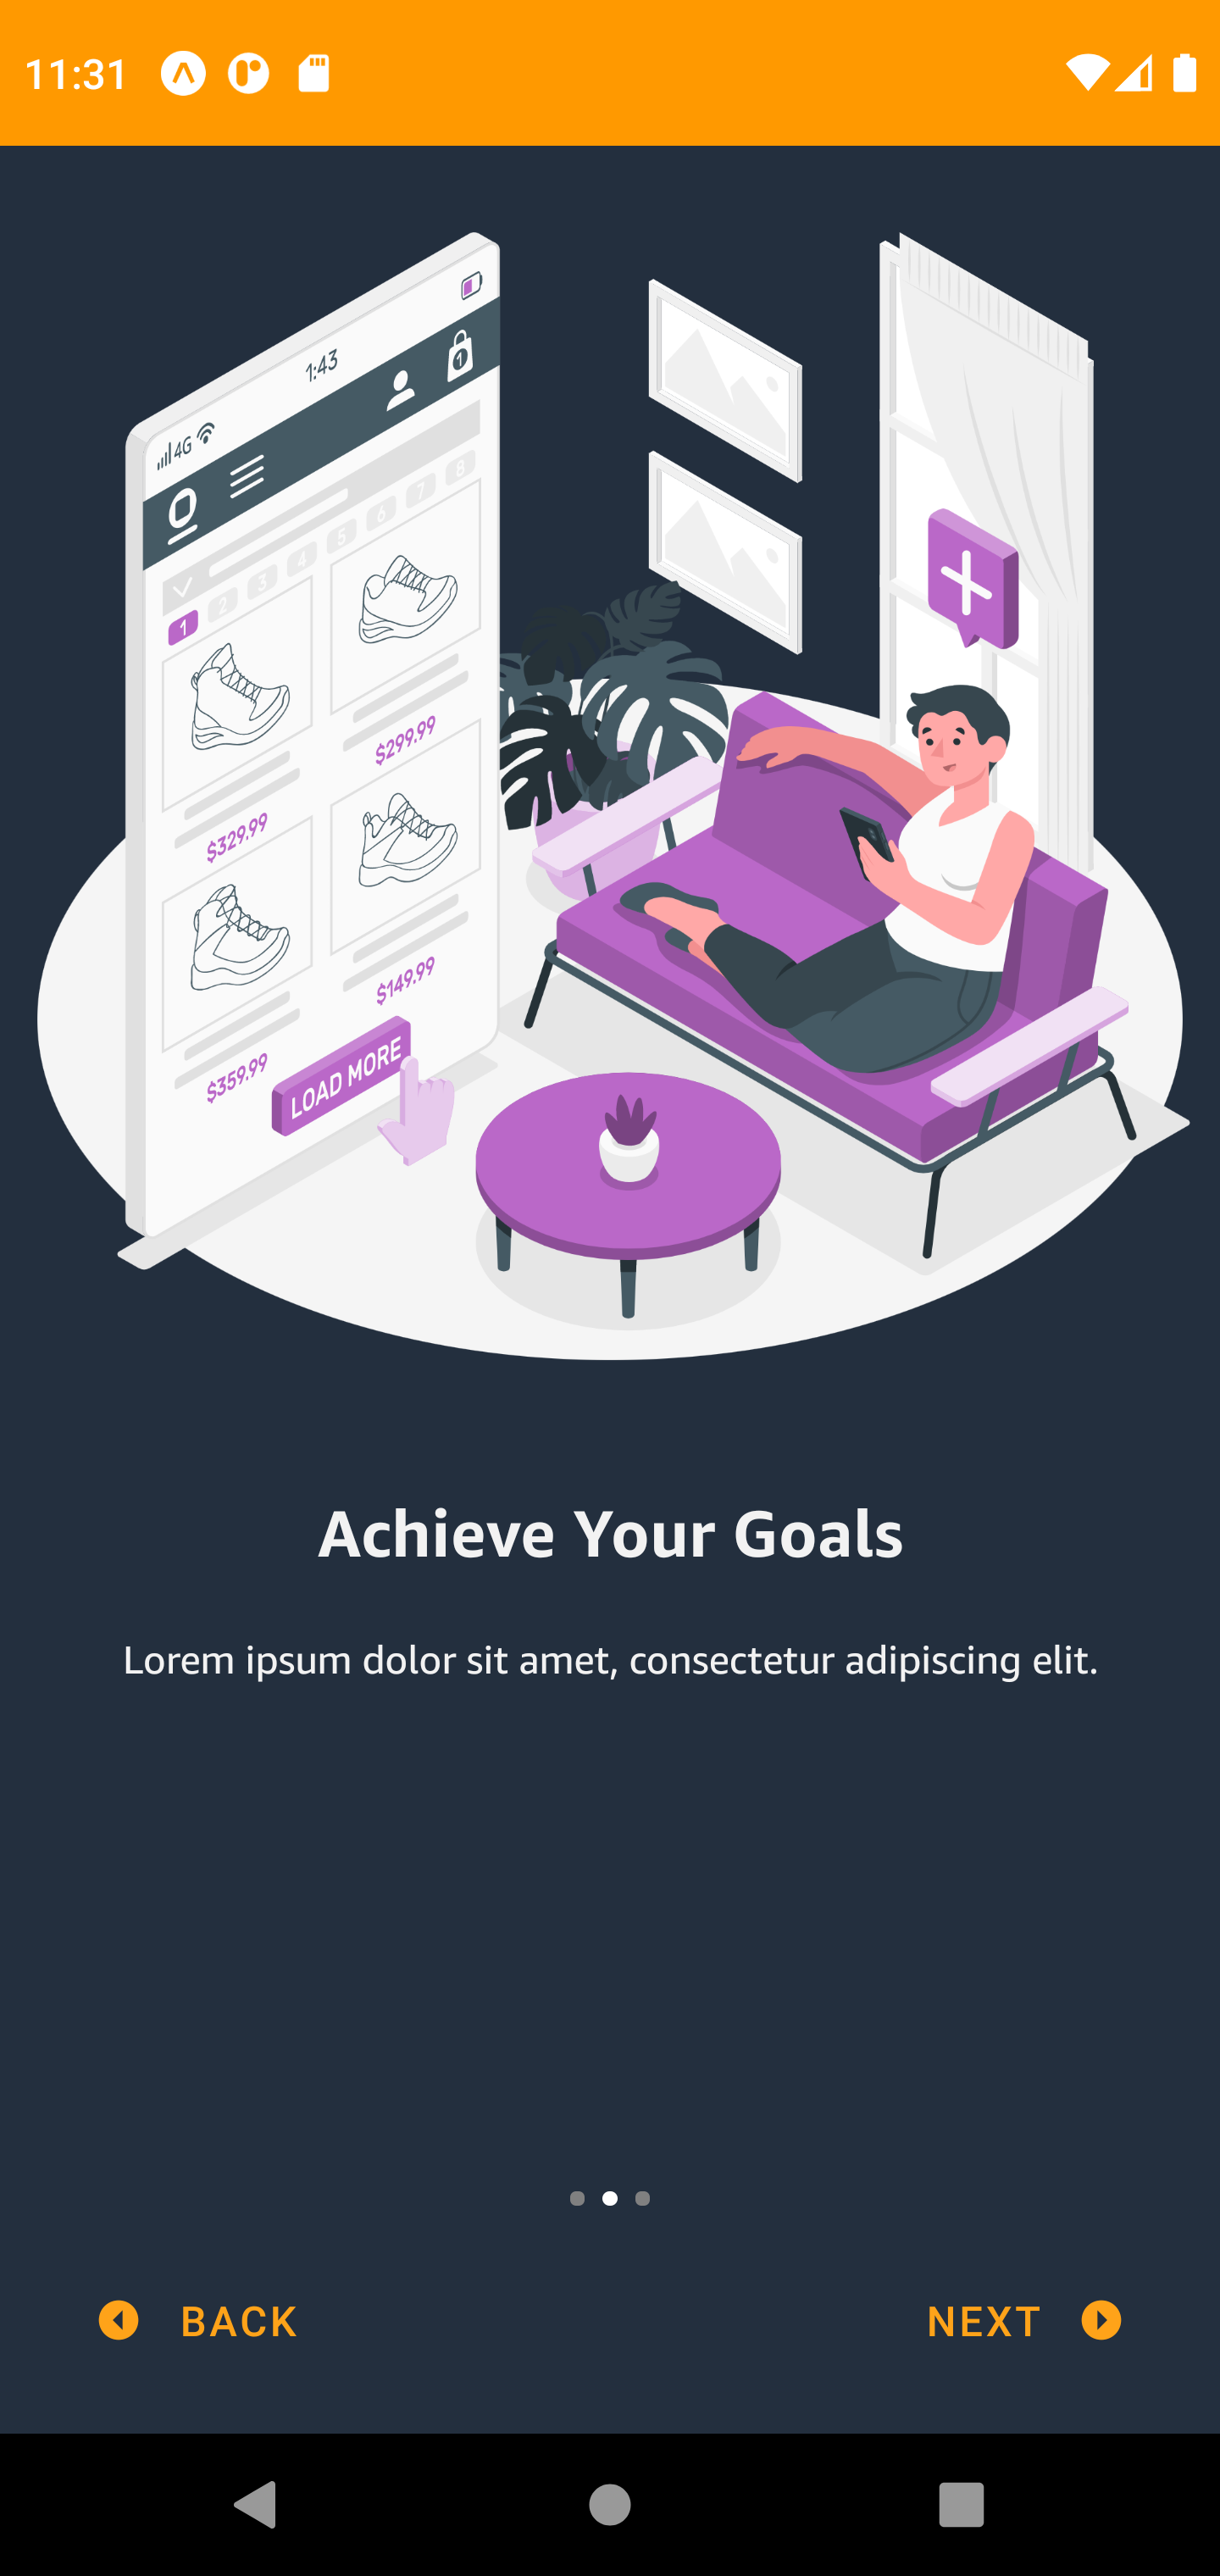 11:31
1:43
4G
1
1 2 3 4 5 6 7 8
$329.99
$299.99
$359.99
$149.99
LOAD MORE
Achieve Your Goals
Lorem ipsum dolor sit amet, consectetur adipiscing elit.
BACK
NEXT